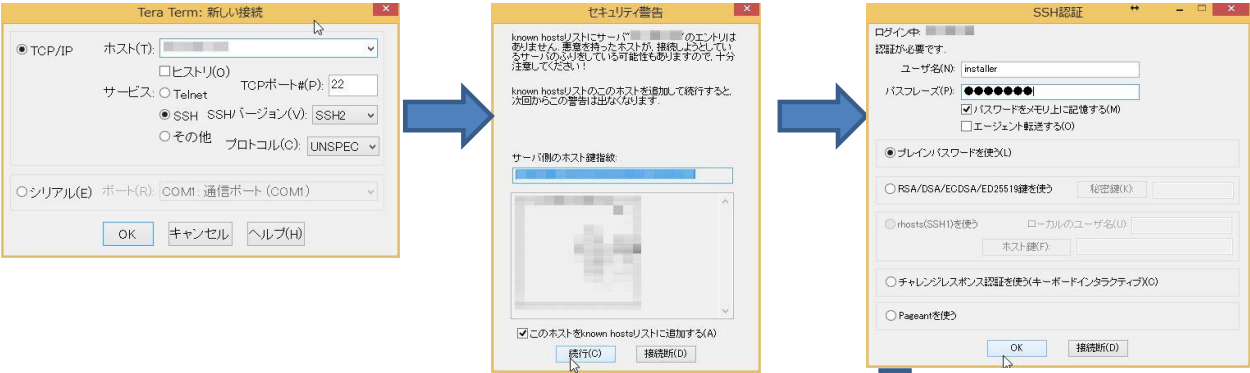 Tera Term: 新しい接続
TCP/IP
ホスト(T):
ヒストリ(O)
サービス:
Telnet
TCPポート#(P): 22
SSH
SSHバージョン(V): SSH2
その他
プロトコル(C): UNSPEC
シリアル(E)
ポート(R): COM1: 通信ポート (COM1)
OK
キャンセル
ヘルプ(H)
セキュリティ警告
known hostsリストにサーバ"
"のエントリは
ありません. 悪意を持ったホストが, 接続しようとしてい
るサーバのふりをしている可能性もありますので, 十分
注意してください!
known hostsリストのこのホストを追加して続行すると,
次回からこの警告は出なくなります.
サーバ側のホスト鍵指紋:
このホストをknown hostsリストに追加する(A)
続行(C)
接続断(D)
SSH認証
ログイン中:
認証が必要です.
ユーザ名(N): installer
パスフレーズ(P): ●●●●●●●
パスワードをメモリ上に記憶する(M)
エージェント転送する(O)
プレインパスワードを使う(L)
RSA/DSA/ECDSA/ED25519鍵を使う
秘密鍵(K):
rhosts(SSH1)を使う
ローカルのユーザ名(U):
ホスト鍵(F):
チャレンジレスポンス認証を使う(キーボードインタラクティブ)(C)
Pageantを使う
OK
接続断(D)